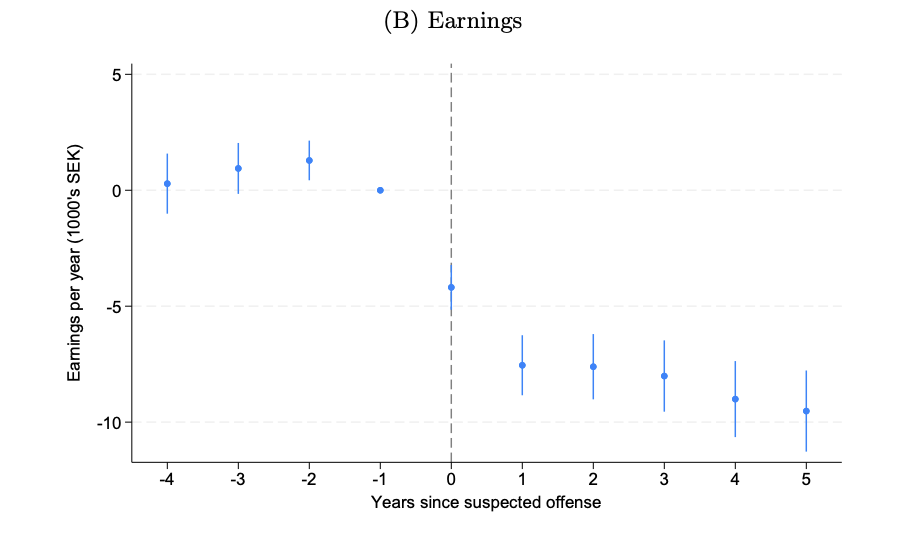 (B) Earnings
Earnings per year (1000's SEK)
5
0
-5
-10
-4 -3 -2 -1 0 1 2 3 4 5
Years since suspected offense